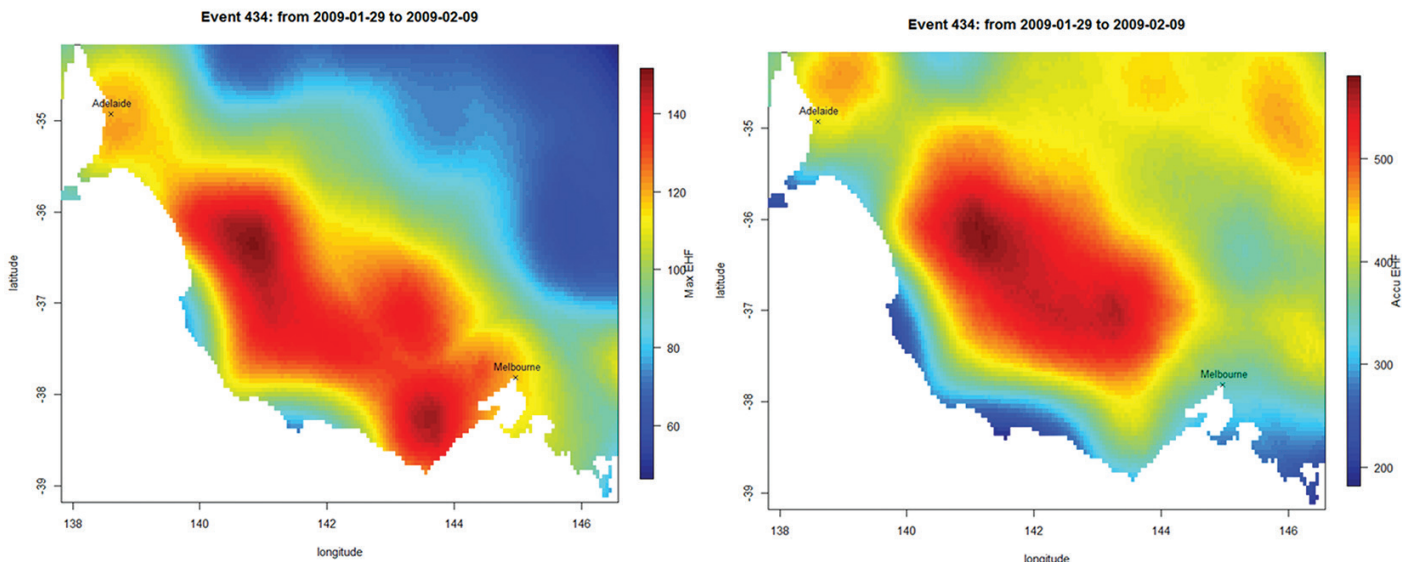 Event 434: from 2009-01-29 to 2009-02-09
Adelaide
Melbourne
-35
-36
-37
-38
-39
latitude
138
140
142
144
146
longitude
140
120
100
80
60
Max EHF
Event 434: from 2009-01-29 to 2009-02-09
Adelaide
Melbourne
-35
-36
-37
-38
-39
latitude
138
140
142
144
146
longitude
500
400
300
200
Accu EHF